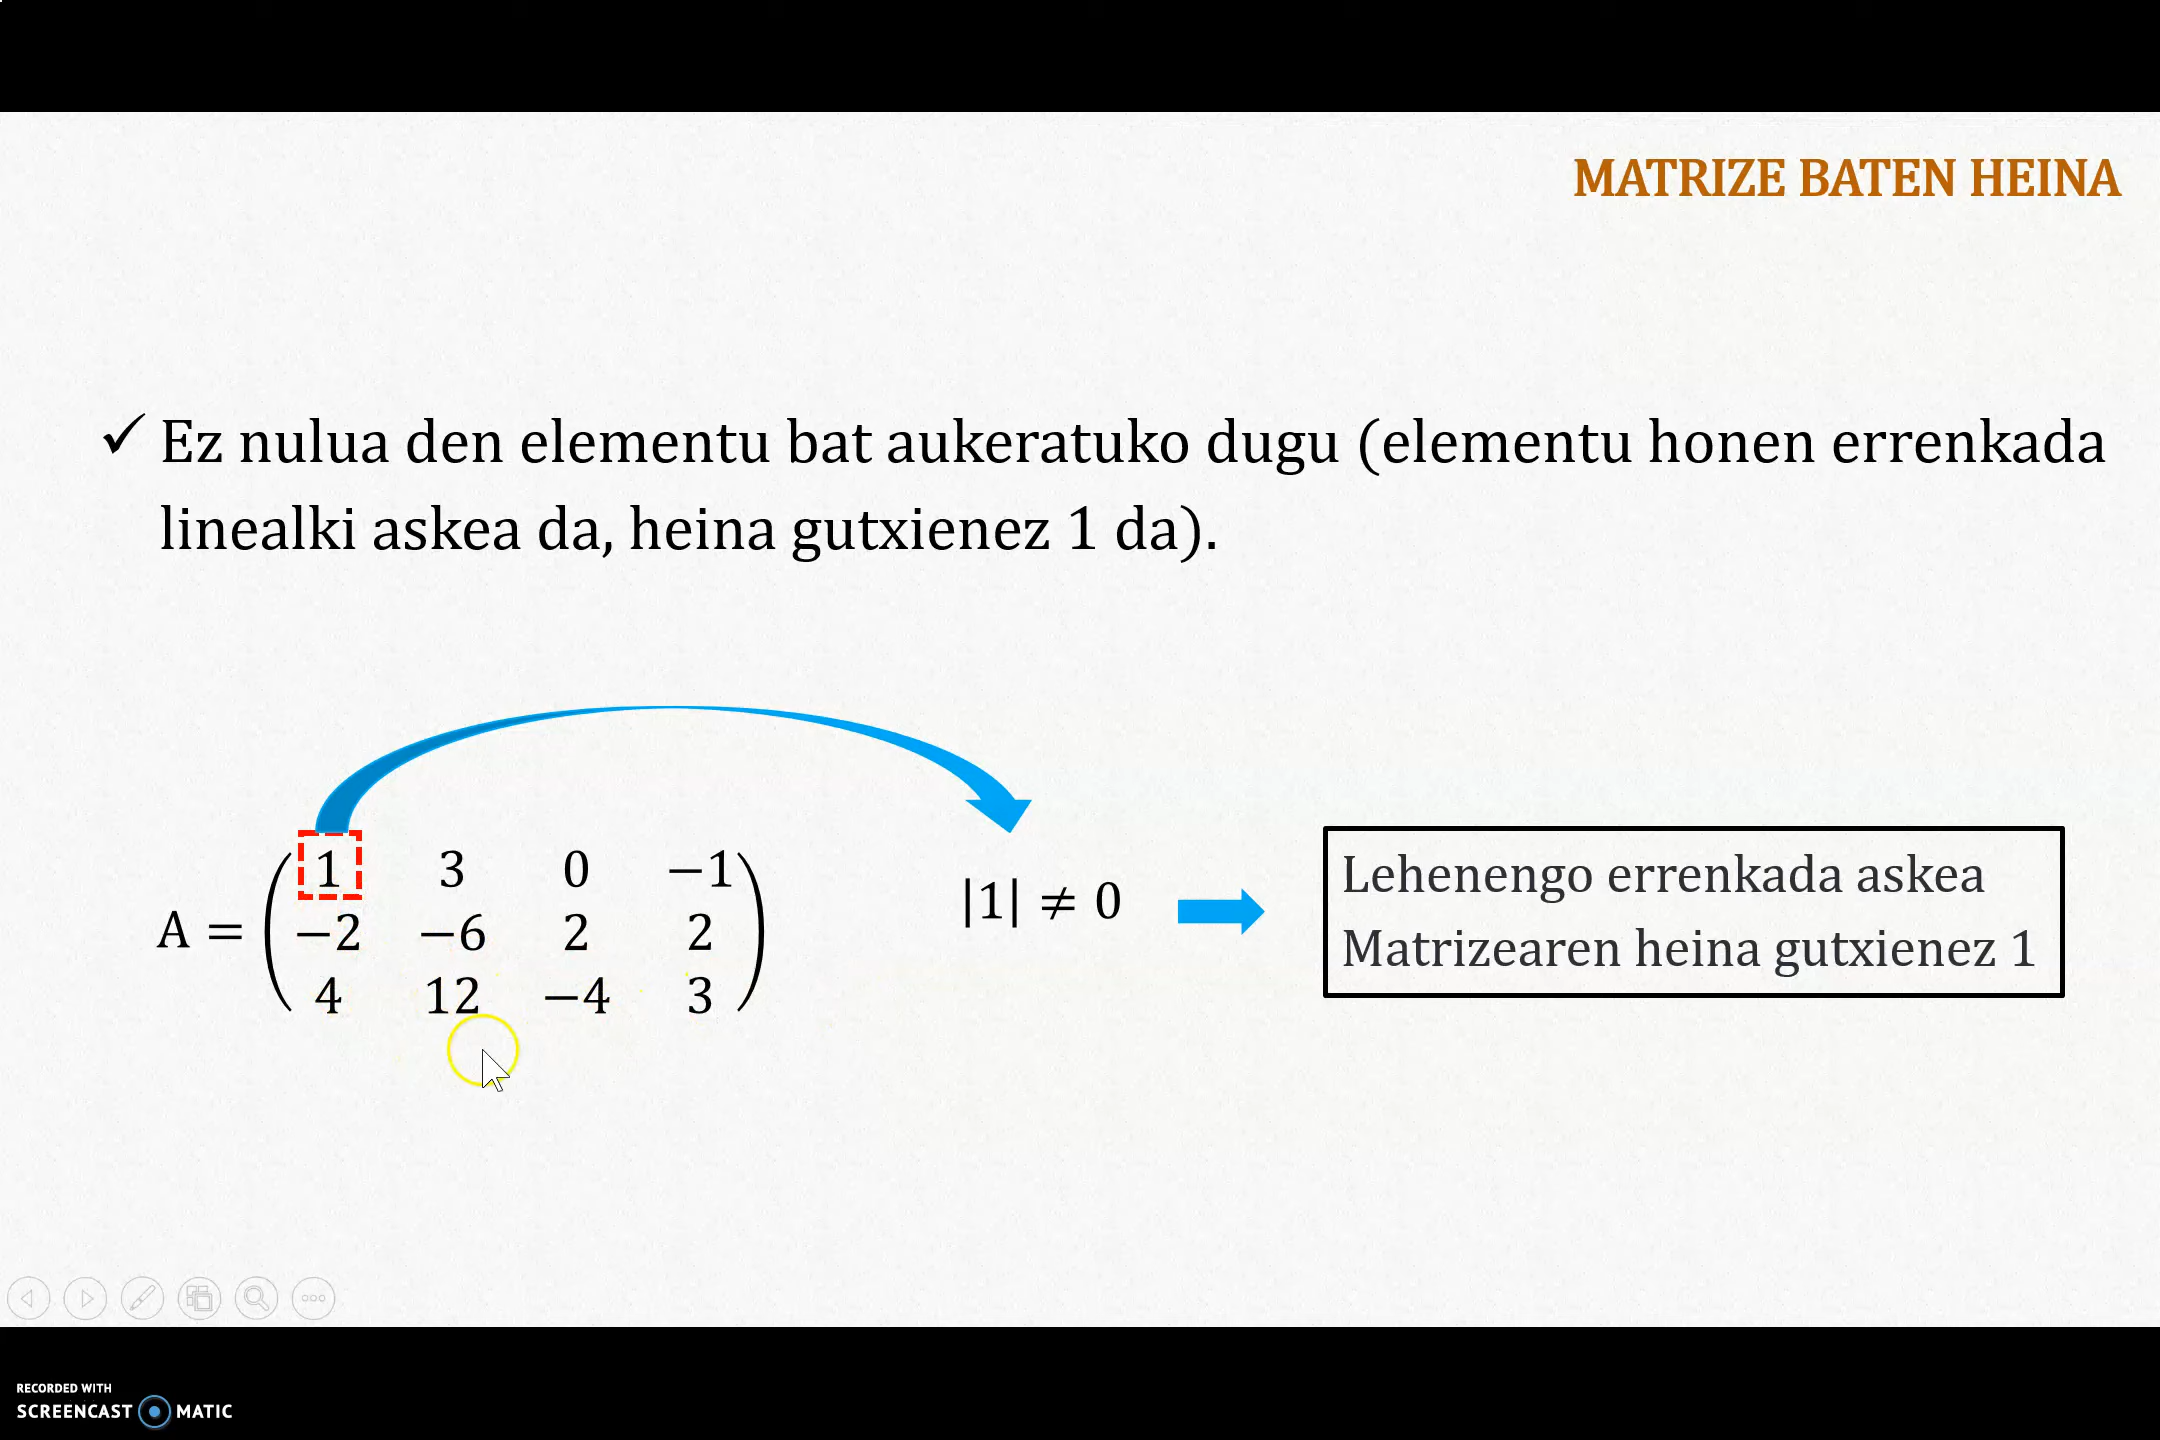 MATRIZE BATEN HEINA
✓ Ez nulua den elementu bat aukeratuko dugu (elementu honen errenkada
linealki askea da, heina gutxienez 1 da).
1 3 0 −1
A = −2 −6 2 2
4 12 −4 3
|1| ≠ 0
Lehenengo errenkada askea
Matrizearen heina gutxienez 1
RECORDED WITH
SCREENCAST MATIC